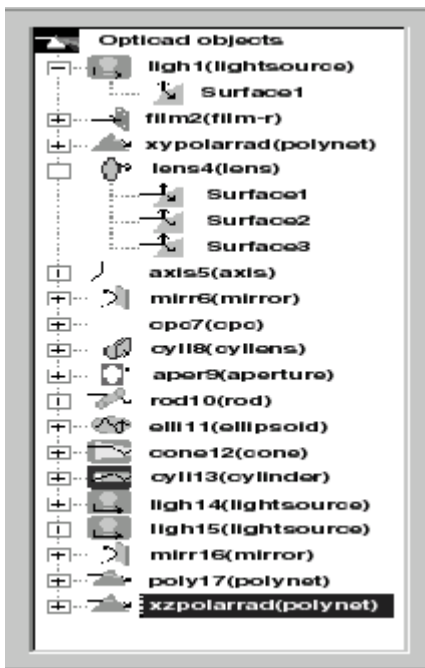 Opticad objects
ligh1(lightsource)
Surface1
film2(film-r)
xypolarrad(polynet)
lens4(lens)
Surface1
Surface2
Surface3
axis5(axis)
mirr6(mirror)
cpc7(cpc)
cyll8(cyllens)
aper9(aperture)
rod10(rod)
elli11(ellipsoid)
cone12(cone)
cyli13(cylinder)
ligh14(lightsource)
ligh15(lightsource)
mirr16(mirror)
poly17(polynet)
xzpolarrad(polynet)